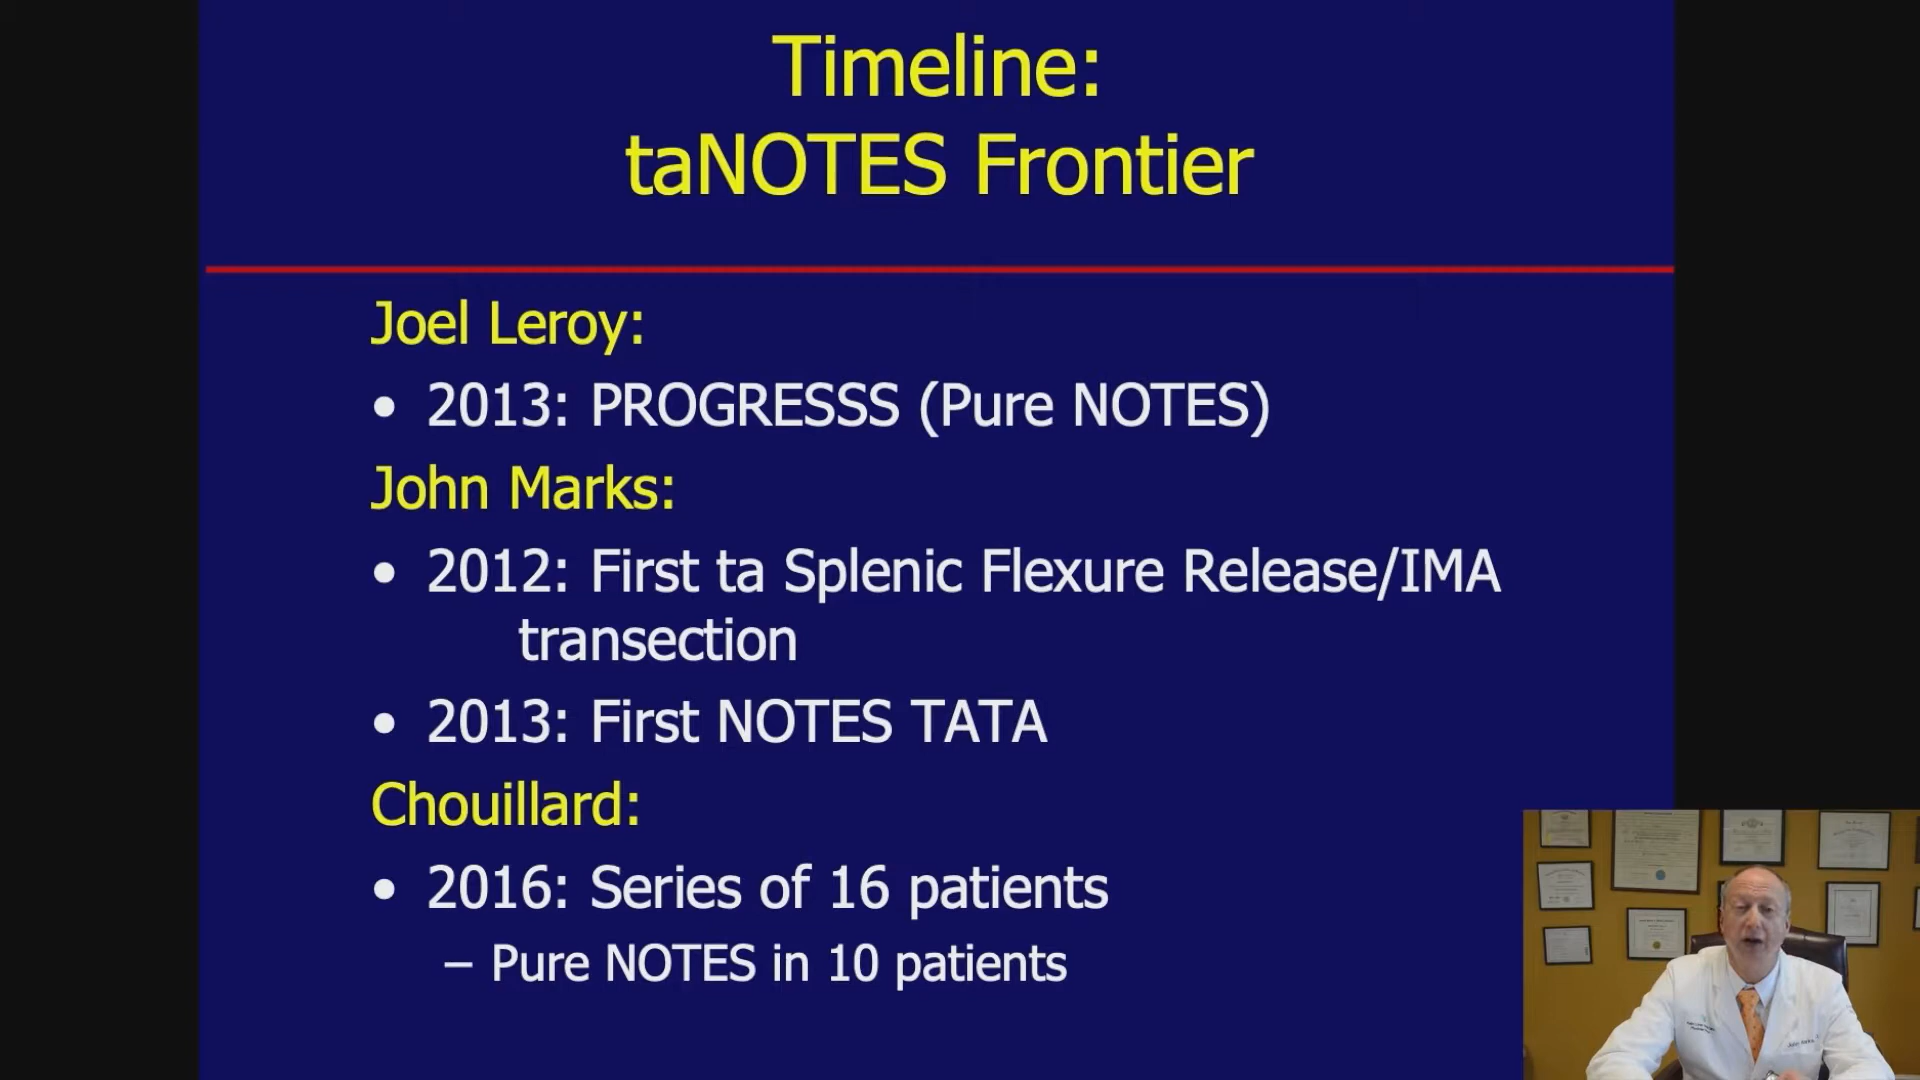 Timeline:
taNOTES Frontier
Joel Leroy:
• 2013: PROGRESSS (Pure NOTES)
John Marks:
• 2012: First ta Splenic Flexure Release/IMA
transection
• 2013: First NOTES TATA
Chouillard:
• 2016: Series of 16 patients
– Pure NOTES in 10 patients